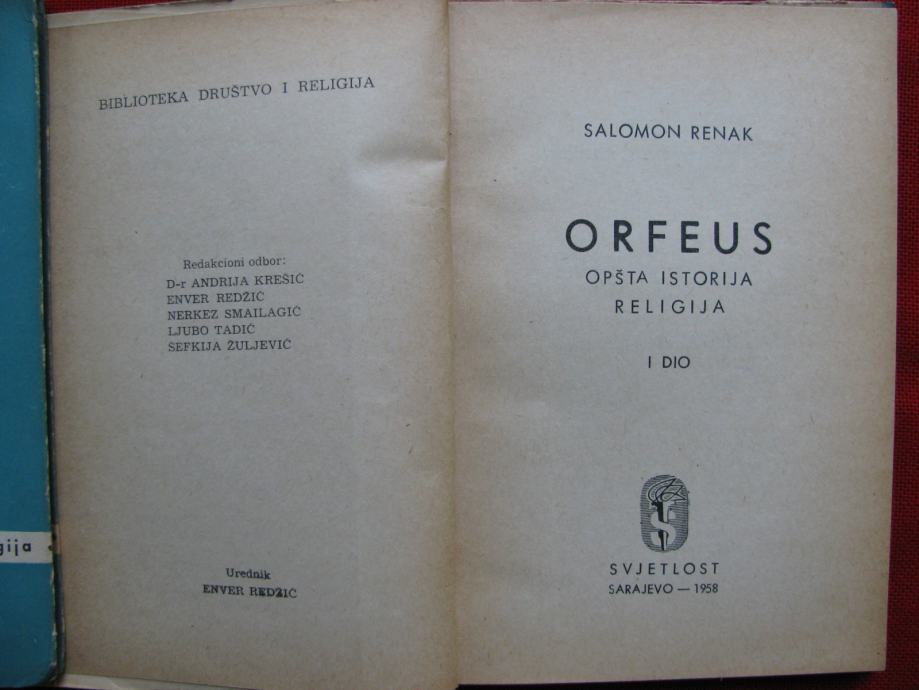 gija
BIBLIOTEKA DRUŠTVO I RELIGIJA
Redakcioni odbor:
D-r ANDRIJA KREŠIĆ
ENVER REDŽIĆ
NERKEZ SMAILAGIĆ
LJUBO TADIĆ
ŠEFKIJA ŽULJEVIĆ
Urednik
ENVER REDŽIĆ
SALOMON RENAK
ORFEUS
OPŠTA ISTORIJA
RELIGIJA
I DIO
S
SVJETLOST
SARAJEVO — 1958